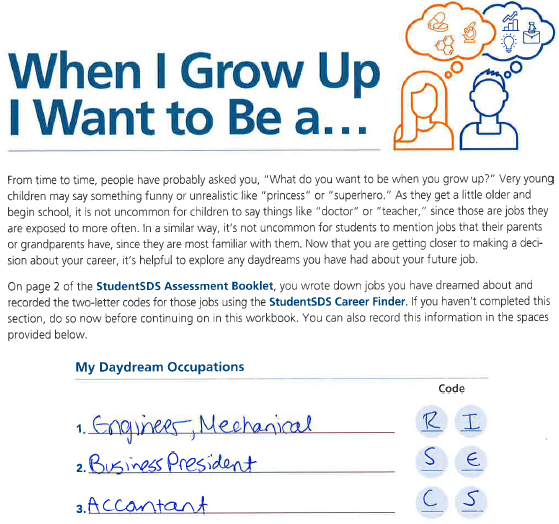 When I Grow Up
I Want to Be a...
From time to time, people have probably asked you, "What do you want to be when you grow up?" Very young
children may say something funny or unrealistic like "princess" or "superhero." As they get a little older and
begin school, it is not uncommon for children to say things like "doctor" or "teacher," since those are jobs they
are exposed to more often. In a similar way, it's not uncommon for students to mention jobs that their parents
or grandparents have, since they are most familiar with them. Now that you are getting closer to making a deci-
sion about your career, it's helpful to explore any daydreams you have had about your future job.
On page 2 of the StudentSDS Assessment Booklet, you wrote down jobs you have dreamed about and
recorded the two-letter codes for those jobs using the StudentSDS Career Finder. If you haven't completed this
section, do so now before continuing on in this workbook. You can also record this information in the spaces
provided below.
My Daydream Occupations
Code
1. Engineer, Mechanical R I
2. Business President S E
3. Accantant C S